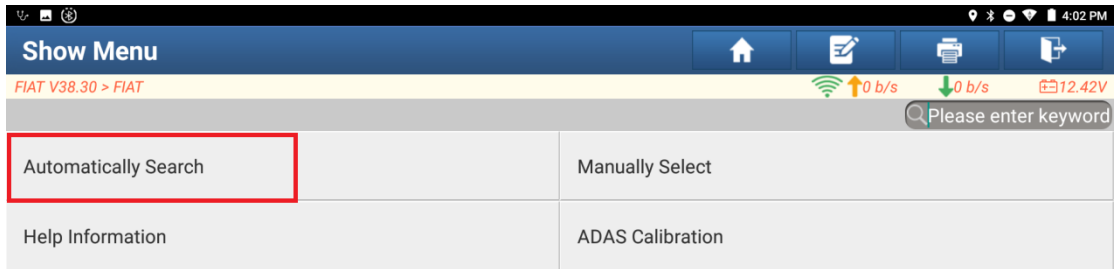 4:02 PM
Show Menu
FIAT V38.30 > FIAT
0 b/s
0 b/s
12.42V
Please enter keyword
Automatically Search
Manually Select
Help Information
ADAS Calibration